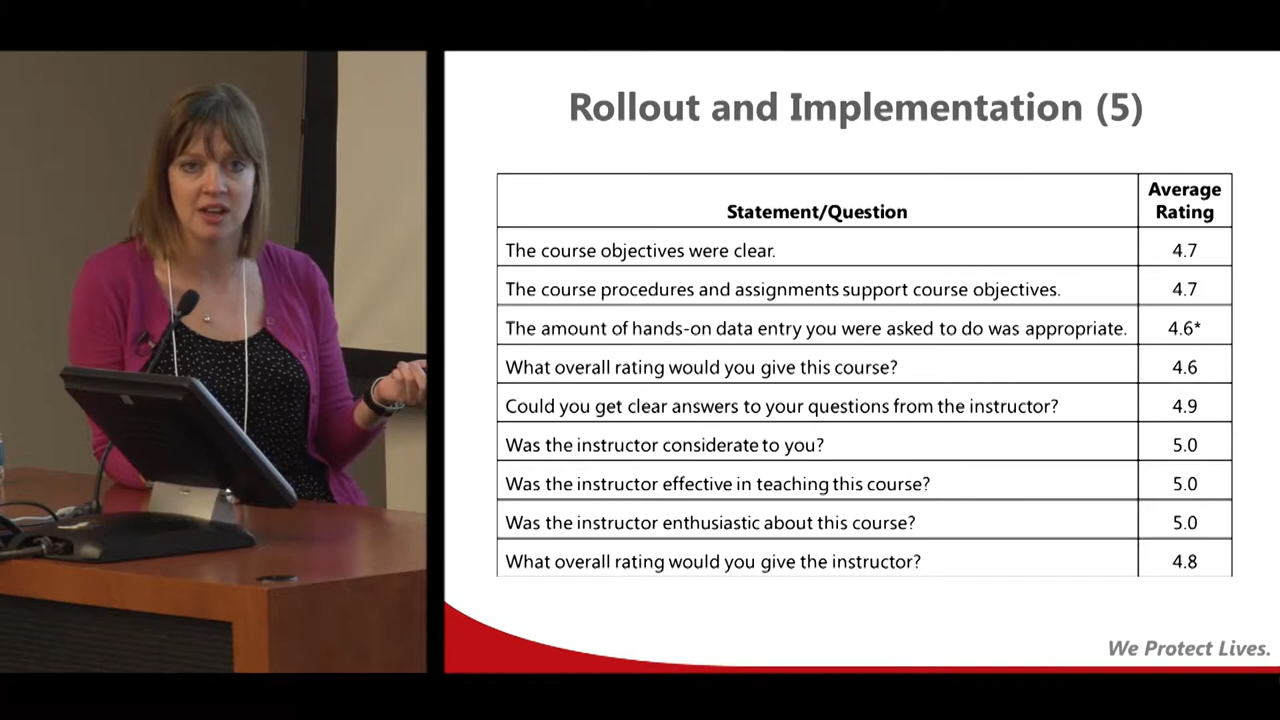 Rollout and Implementation (5)
Statement/Question
Average
Rating
The course objectives were clear.
4.7
The course procedures and assignments support course objectives.
4.7
The amount of hands-on data entry you were asked to do was appropriate.
4.6*
What overall rating would you give this course?
4.6
Could you get clear answers to your questions from the instructor?
4.9
Was the instructor considerate to you?
5.0
Was the instructor effective in teaching this course?
5.0
Was the instructor enthusiastic about this course?
5.0
What overall rating would you give the instructor?
4.8
We Protect Lives.